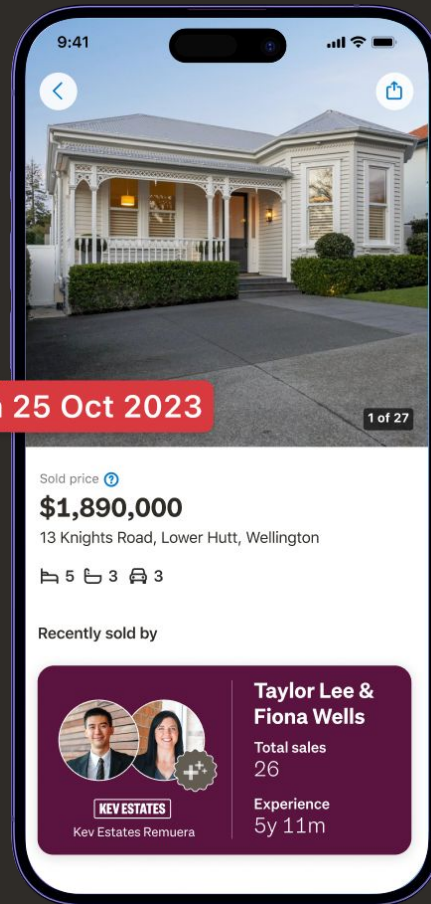 9:41
25 Oct 2023
1 of 27
Sold price
$1,890,000
13 Knights Road, Lower Hutt, Wellington
5 3 3
Recently sold by
Taylor Lee &
Fiona Wells
Total sales
26
Experience
5y 11m
KEV ESTATES
Kev Estates Remuera